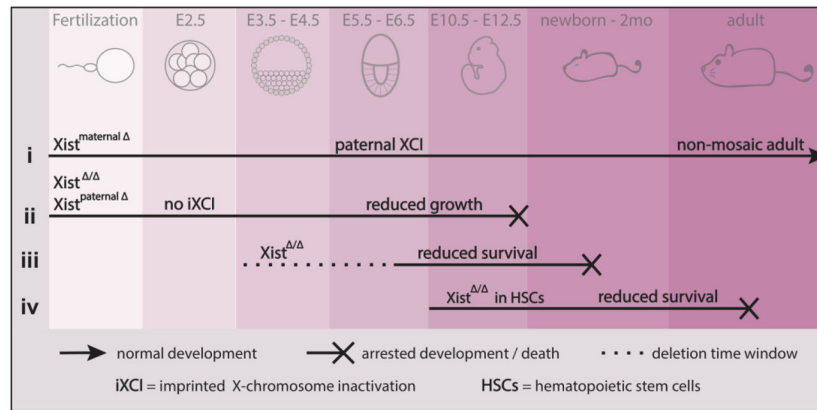 Fertilization E2.5 E3.5 - E4.5 E5.5 - E6.5 E10.5 - E12.5 newborn - 2mo adult
i Xist maternal Δ paternal XCI non-mosaic adult
Xist Δ/Δ
ii Xist paternal Δ no iXCI reduced growth
iii Xist Δ/Δ reduced survival
iv Xist Δ/Δ in HSCs reduced survival
normal development arrested development / death deletion time window
iXCI = imprinted X-chromosome inactivation HSCs = hematopoietic stem cells